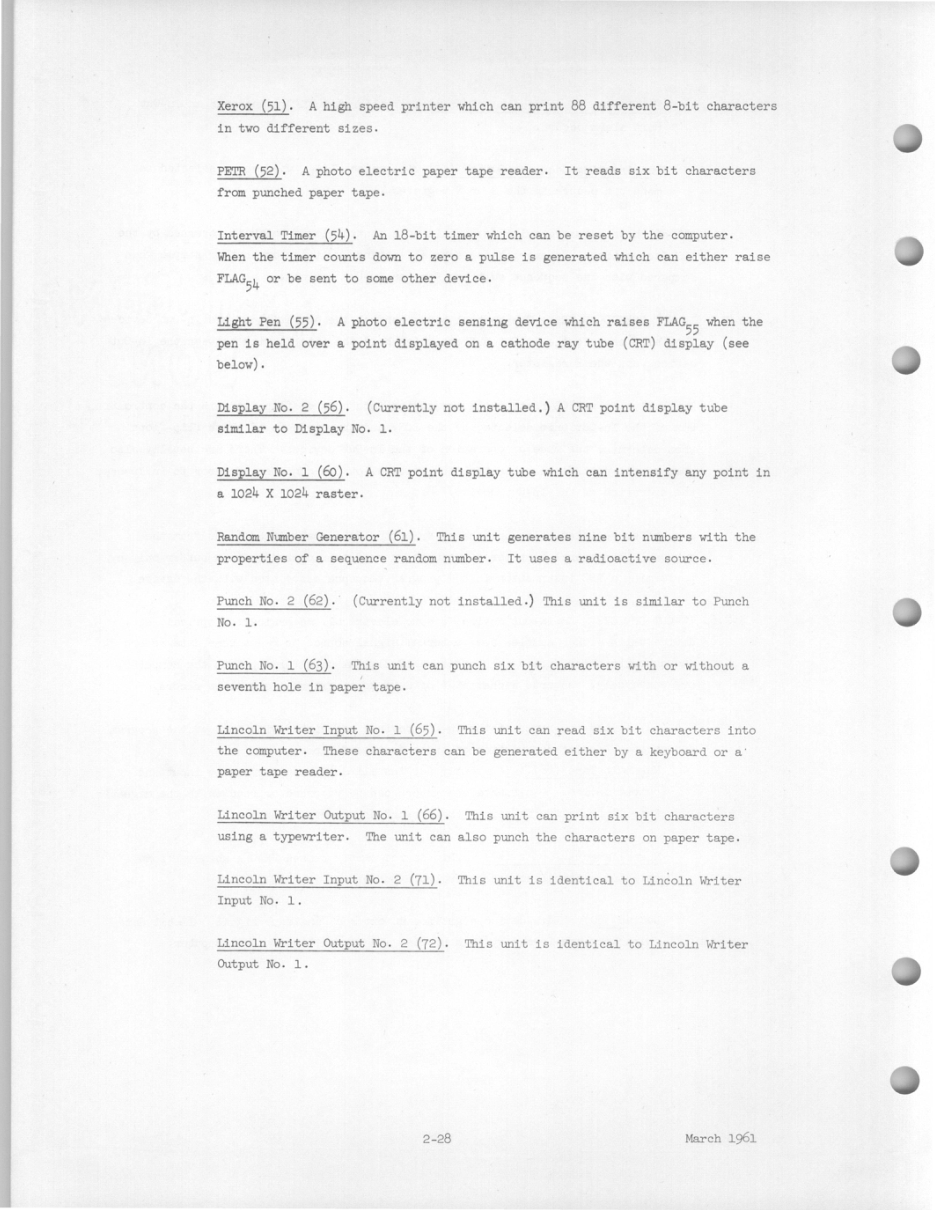 Xerox (51). A high speed printer which can print 88 different 8-bit characters
in two different sizes.
PETR (52). A photo electric paper tape reader. It reads six bit characters
from punched paper tape.
Interval Timer (54). An 18-bit timer which can be reset by the computer.
When the timer counts down to zero a pulse is generated which can either raise
FLAG54 or be sent to some other device.
Light Pen (55). A photo electric sensing device which raises FLAG55 when the
pen is held over a point displayed on a cathode ray tube (CRT) display (see
below).
Display No. 2 (56). (Currently not installed.) A CRT point display tube
similar to Display No. 1.
Display No. 1 (60). A CRT point display tube which can intensify any point in
a 1024 X 1024 raster.
Random Number Generator (61). This unit generates nine bit numbers with the
properties of a sequence random number. It uses a radioactive source.
Punch No. 2 (62). (Currently not installed.) This unit is similar to Punch
No. 1.
Punch No. 1 (63). This unit can punch six bit characters with or without a
seventh hole in paper tape.
Lincoln Writer Input No. 1 (65). This unit can read six bit characters into
the computer. These characters can be generated either by a keyboard or a
paper tape reader.
Lincoln Writer Output No. 1 (66). This unit can print six bit characters
using a typewriter. The unit can also punch the characters on paper tape.
Lincoln Writer Input No. 2 (71). This unit is identical to Lincoln Writer
Input No. 1.
Lincoln Writer Output No. 2 (72). This unit is identical to Lincoln Writer
Output No. 1.
2-28 March 1961